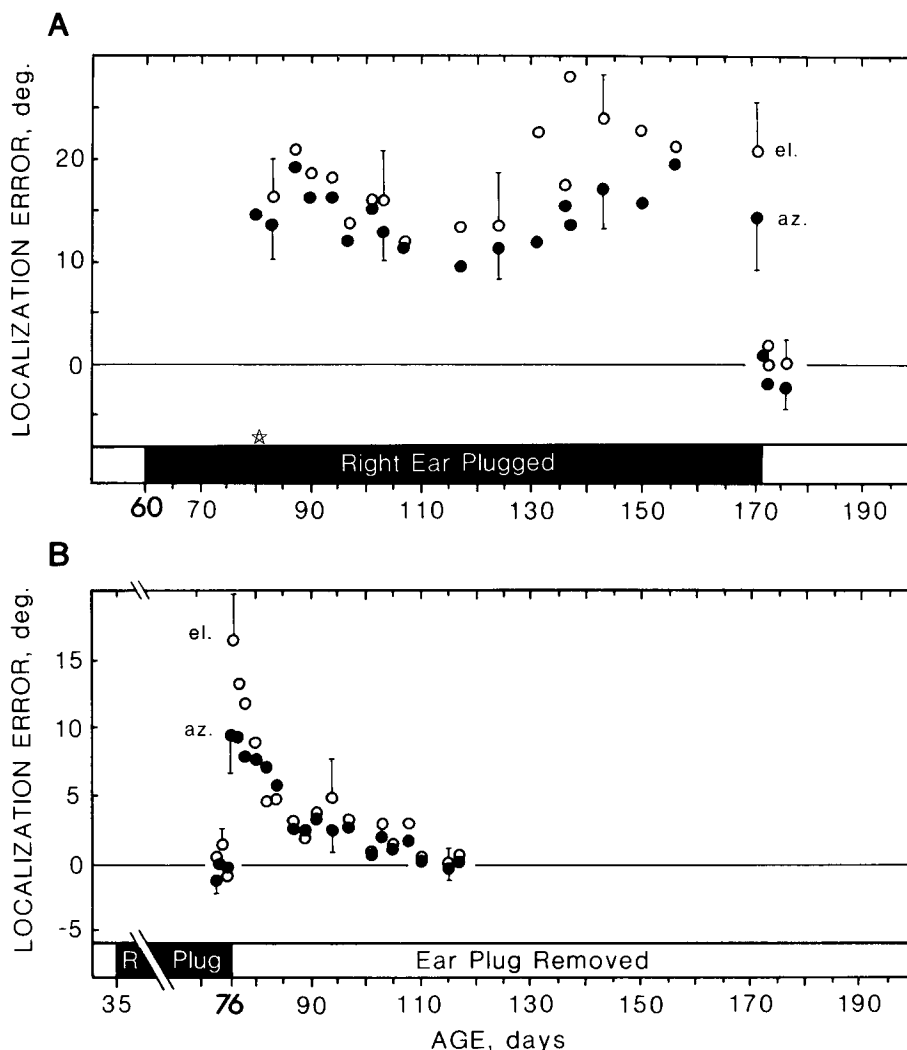 A
LOCALIZATION ERROR, deg.
20
10
0
el.
az.
Right Ear Plugged
60 70 90 110 130 150 170 190
B
LOCALIZATION ERROR, deg.
15
10
5
0
-5
el.
az.
R Plug Ear Plug Removed
35 76 90 110 130 150 170 190
AGE, days